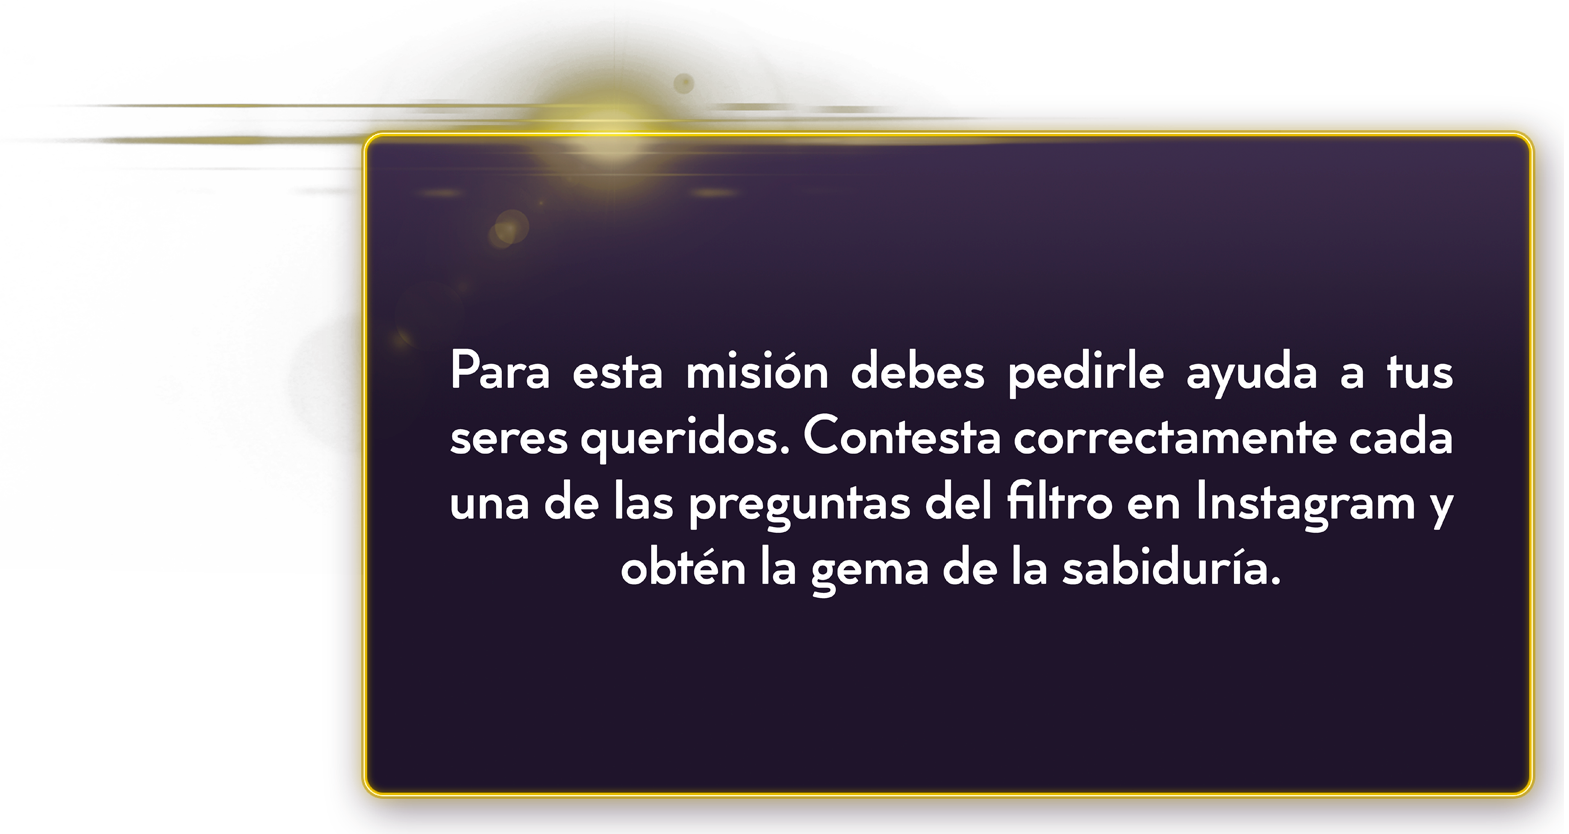 Para esta misión debes pedirle ayuda a tus
seres queridos. Contesta correctamente cada
una de las preguntas del filtro en Instagram y
obtén la gema de la sabiduría.